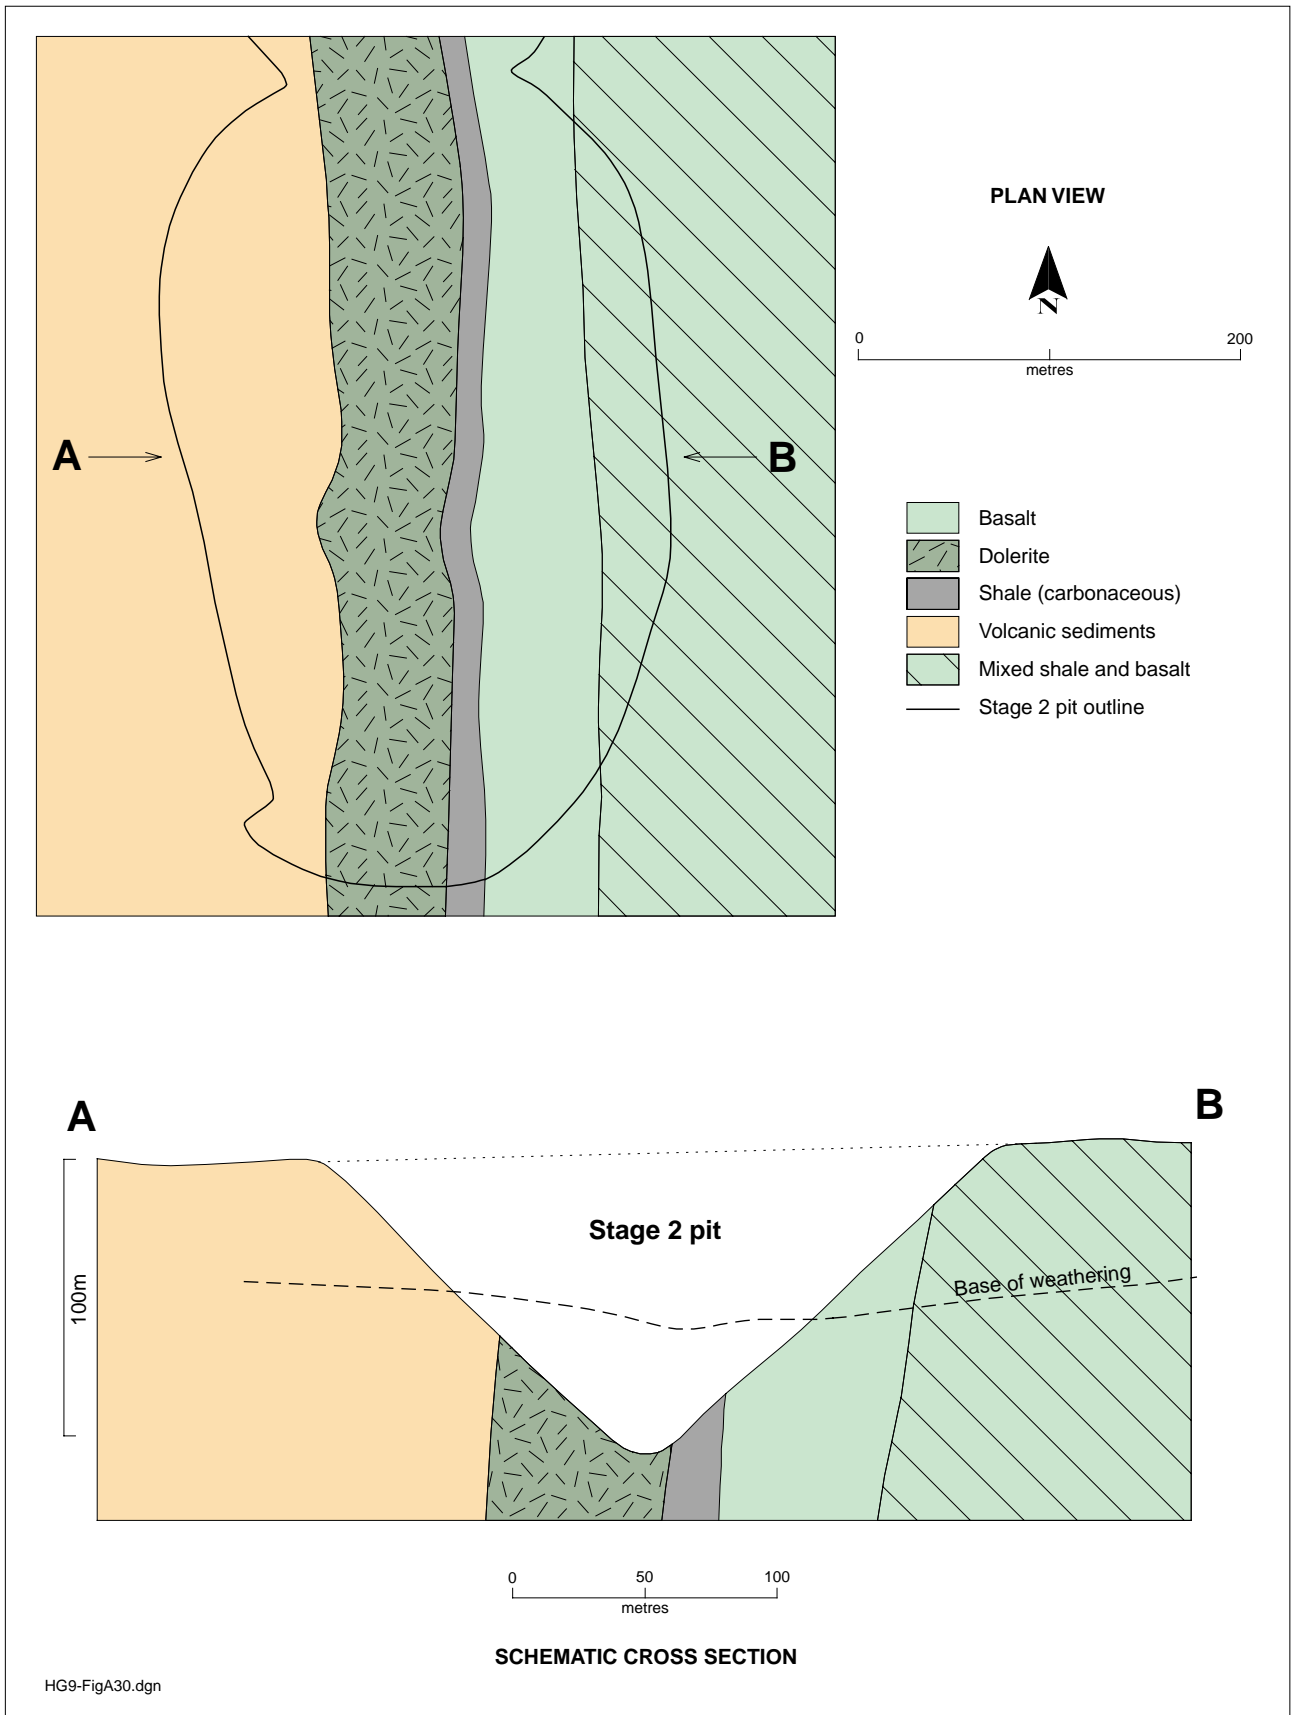 PLAN VIEW
N
0 200
metres
A
B
Basalt
Dolerite
Shale (carbonaceous)
Volcanic sediments
Mixed shale and basalt
Stage 2 pit outline
A
B
Stage 2 pit
100m
Base of weathering
0 50 100
metres
SCHEMATIC CROSS SECTION
HG9-FigA30.dgn